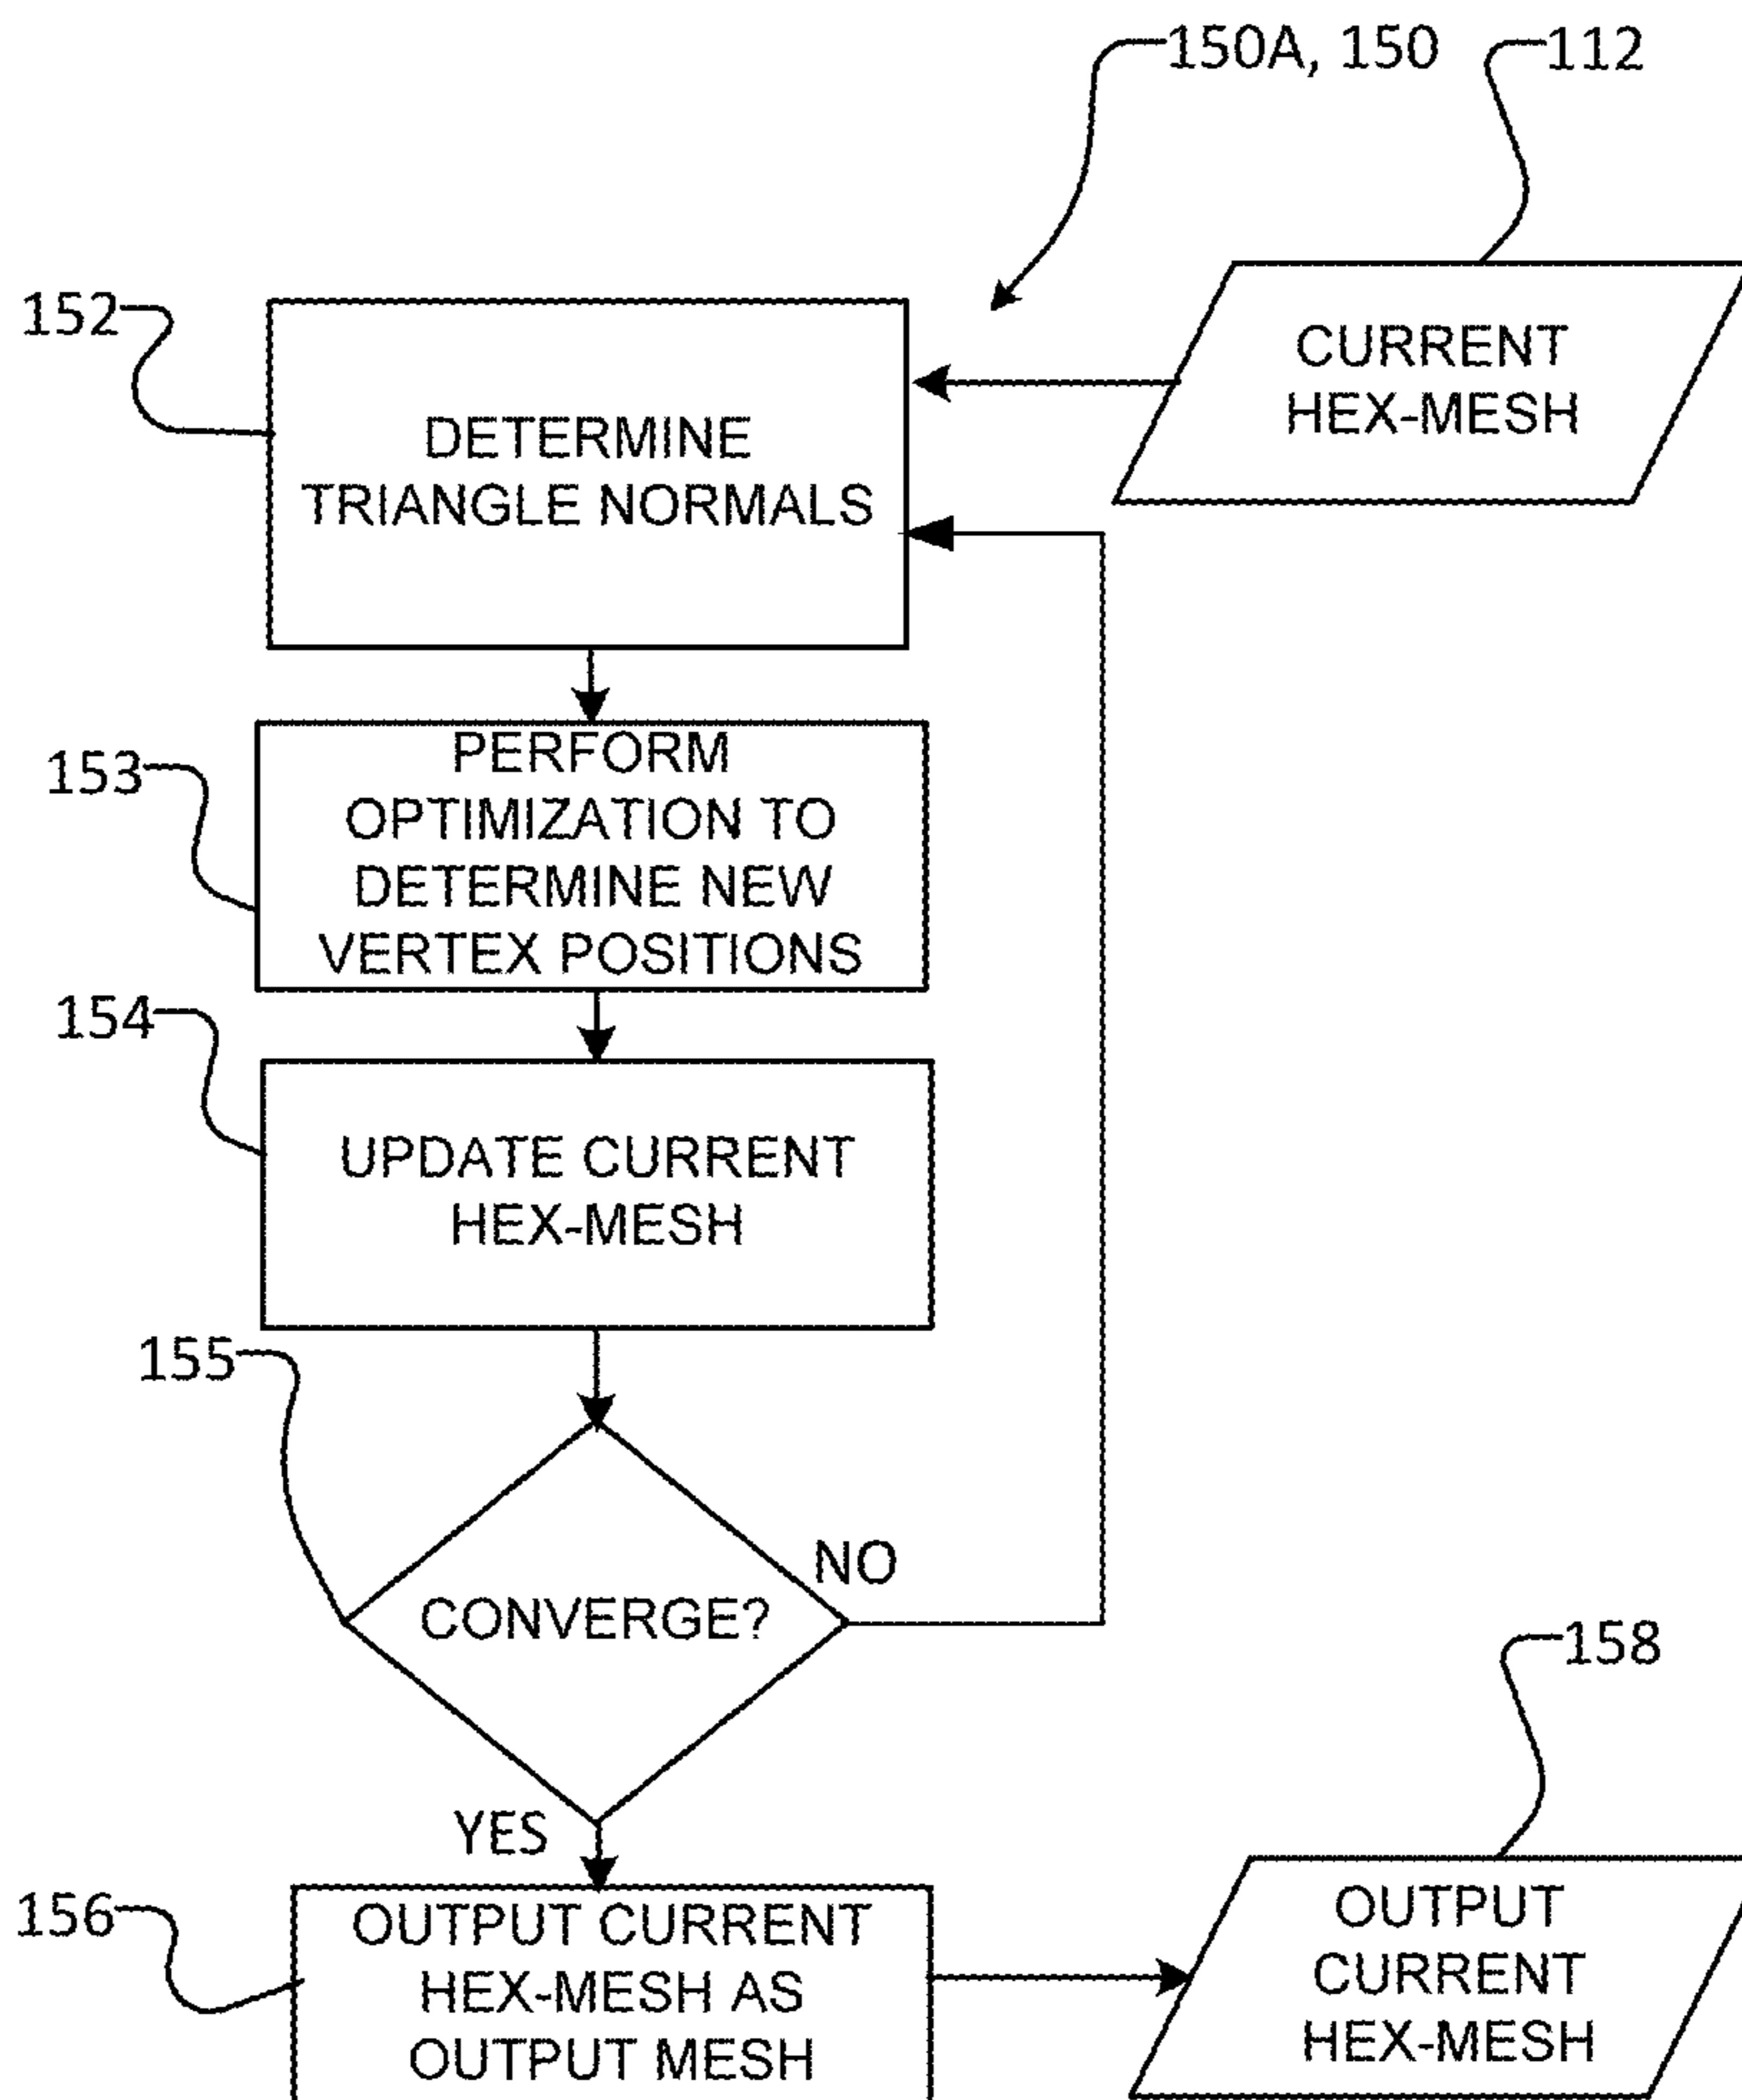 150A, 150
112
152
CURRENT
HEX-MESH
DETERMINE
TRIANGLE NORMALS
153
PERFORM
OPTIMIZATION TO
DETERMINE NEW
VERTEX POSITIONS
154
UPDATE CURRENT
HEX-MESH
155
NO
CONVERGE?
158
YES
156
OUTPUT CURRENT
HEX-MESH AS
OUTPUT MESH
OUTPUT
CURRENT
HEX-MESH